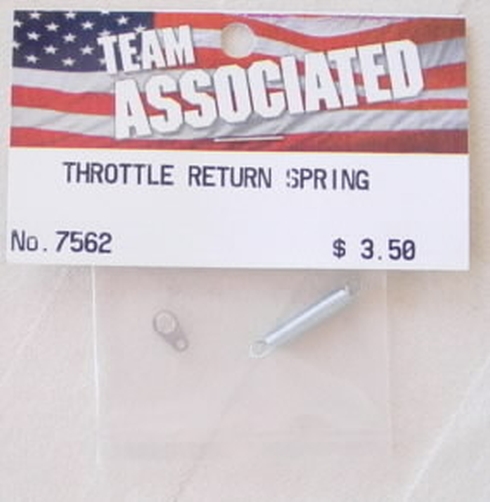 TEAM
ASSOCIATED
THROTTLE RETURN SPRING
No. 7562 $ 3.50